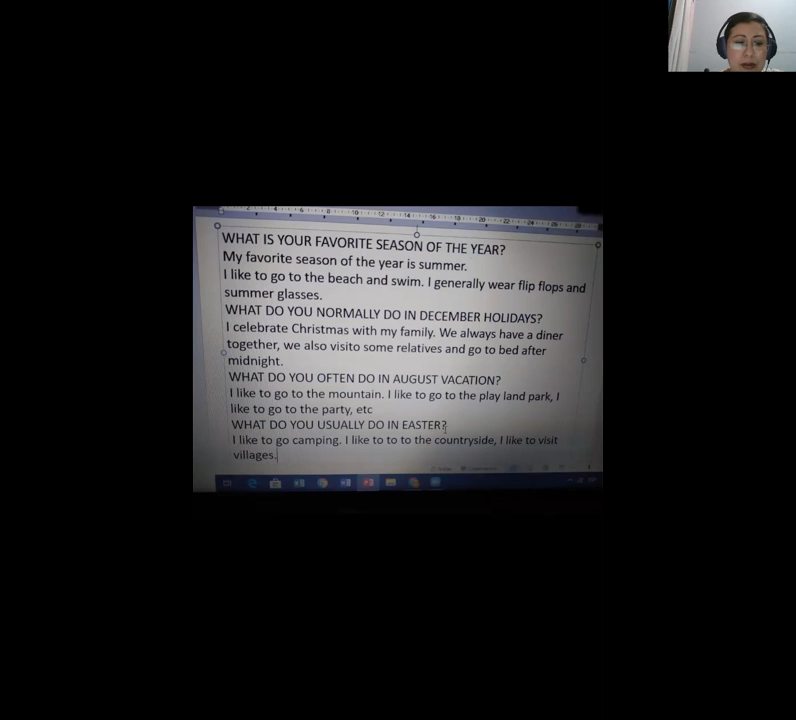 WHAT IS YOUR FAVORITE SEASON OF THE YEAR?
My favorite season of the year is summer.
I like to go to the beach and swim. I generally wear flip flops and
summer glasses.
WHAT DO YOU NORMALLY DO IN DECEMBER HOLIDAYS?
I celebrate Christmas with my family. We always have a diner
together, we also visito some relatives and go to bed after
midnight.
WHAT DO YOU OFTEN DO IN AUGUST VACATION?
I like to go to the mountain. I like to go to the play land park, I
like to go to the party, etc
WHAT DO YOU USUALLY DO IN EASTER?
I like to go camping. I like to to to the countryside, I like to visit
villages.